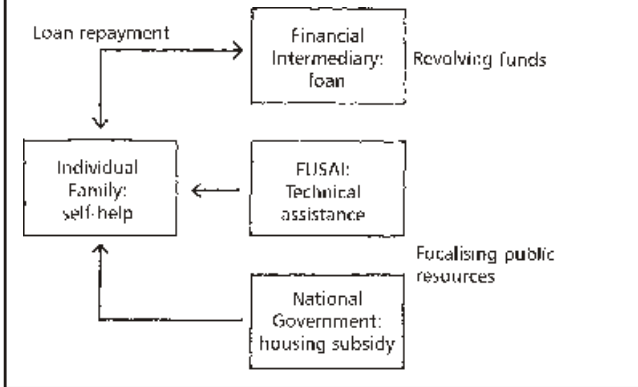 Loan repayment
Financial
Intermediary:
loan
Revolving funds
Individual
Family:
self-help
FUSAI:
Technical
assistance
Focalising public
resources
National
Government:
housing subsidy